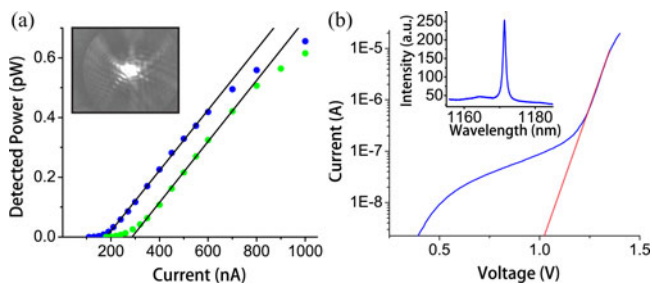 (a)
Detected Power (pW)
0.6
0.4
0.2
0.0
200 400 600 800 1000
Current (nA)
(b)
Current (A)
1E-5
1E-6
1E-7
1E-8
0.5 1.0 1.5
Voltage (V)
Intensity (a.u.)
250
200
150
100
50
1160 1180
Wavelength (nm)